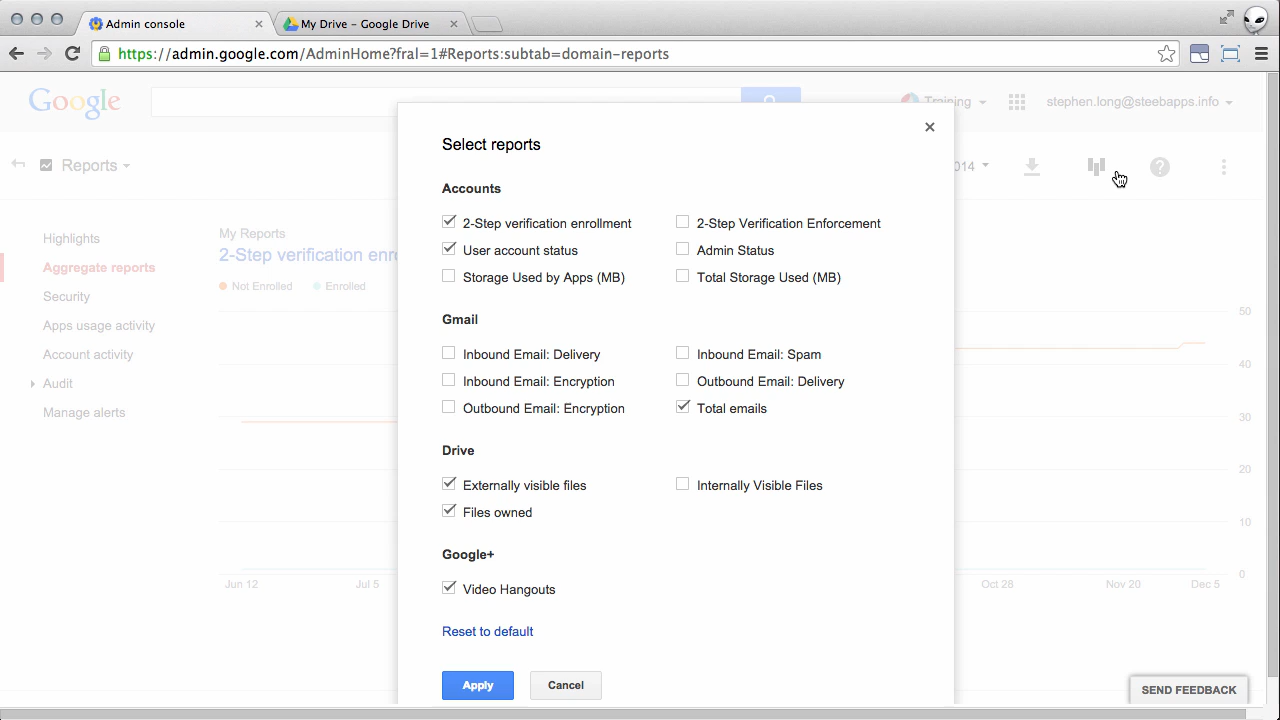 Admin console
My Drive – Google Drive
https://admin.google.com/AdminHome?fral=1#Reports:subtab=domain-reports
Google
Training
stephen.long@steebapps.info
Reports
014
Highlights
Aggregate reports
Security
Apps usage activity
Account activity
Audit
Manage alerts
My Reports
2-Step verification enro
Not Enrolled
Enrolled
50
40
30
20
10
0
Jun 12
Jul 5
Oct 28
Nov 20
Dec 5
Select reports
Accounts
2-Step verification enrollment
2-Step Verification Enforcement
User account status
Admin Status
Storage Used by Apps (MB)
Total Storage Used (MB)
Gmail
Inbound Email: Delivery
Inbound Email: Spam
Inbound Email: Encryption
Outbound Email: Delivery
Outbound Email: Encryption
Total emails
Drive
Externally visible files
Internally Visible Files
Files owned
Google+
Video Hangouts
Reset to default
Apply
Cancel
SEND FEEDBACK